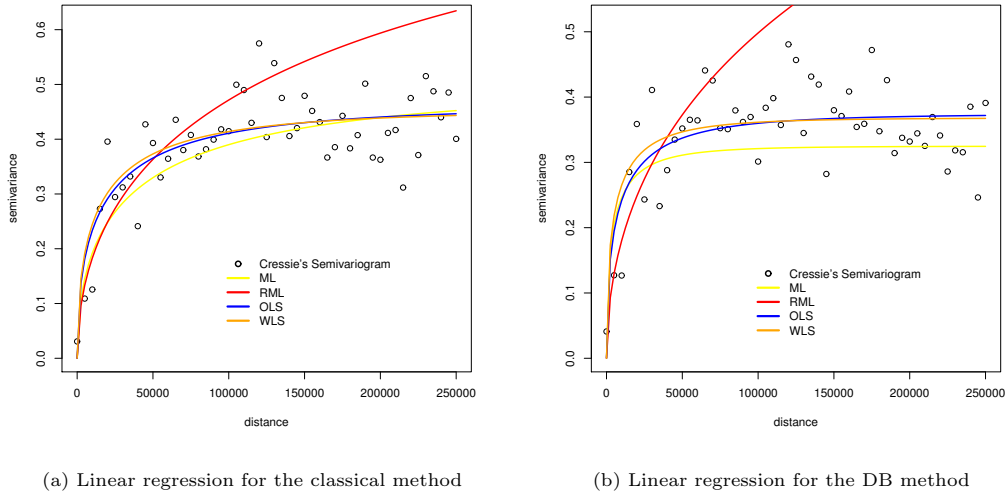 0.6
0.5
0.4
0.3
0.2
0.1
0.0
semivariance
0 50000 100000 150000 200000 250000
distance
Cressie's Semivariogram
ML
RML
OLS
WLS
(a) Linear regression for the classical method
0.5
0.4
0.3
0.2
0.1
0.0
semivariance
0 50000 100000 150000 200000 250000
distance
Cressie's Semivariogram
ML
RML
OLS
WLS
(b) Linear regression for the DB method